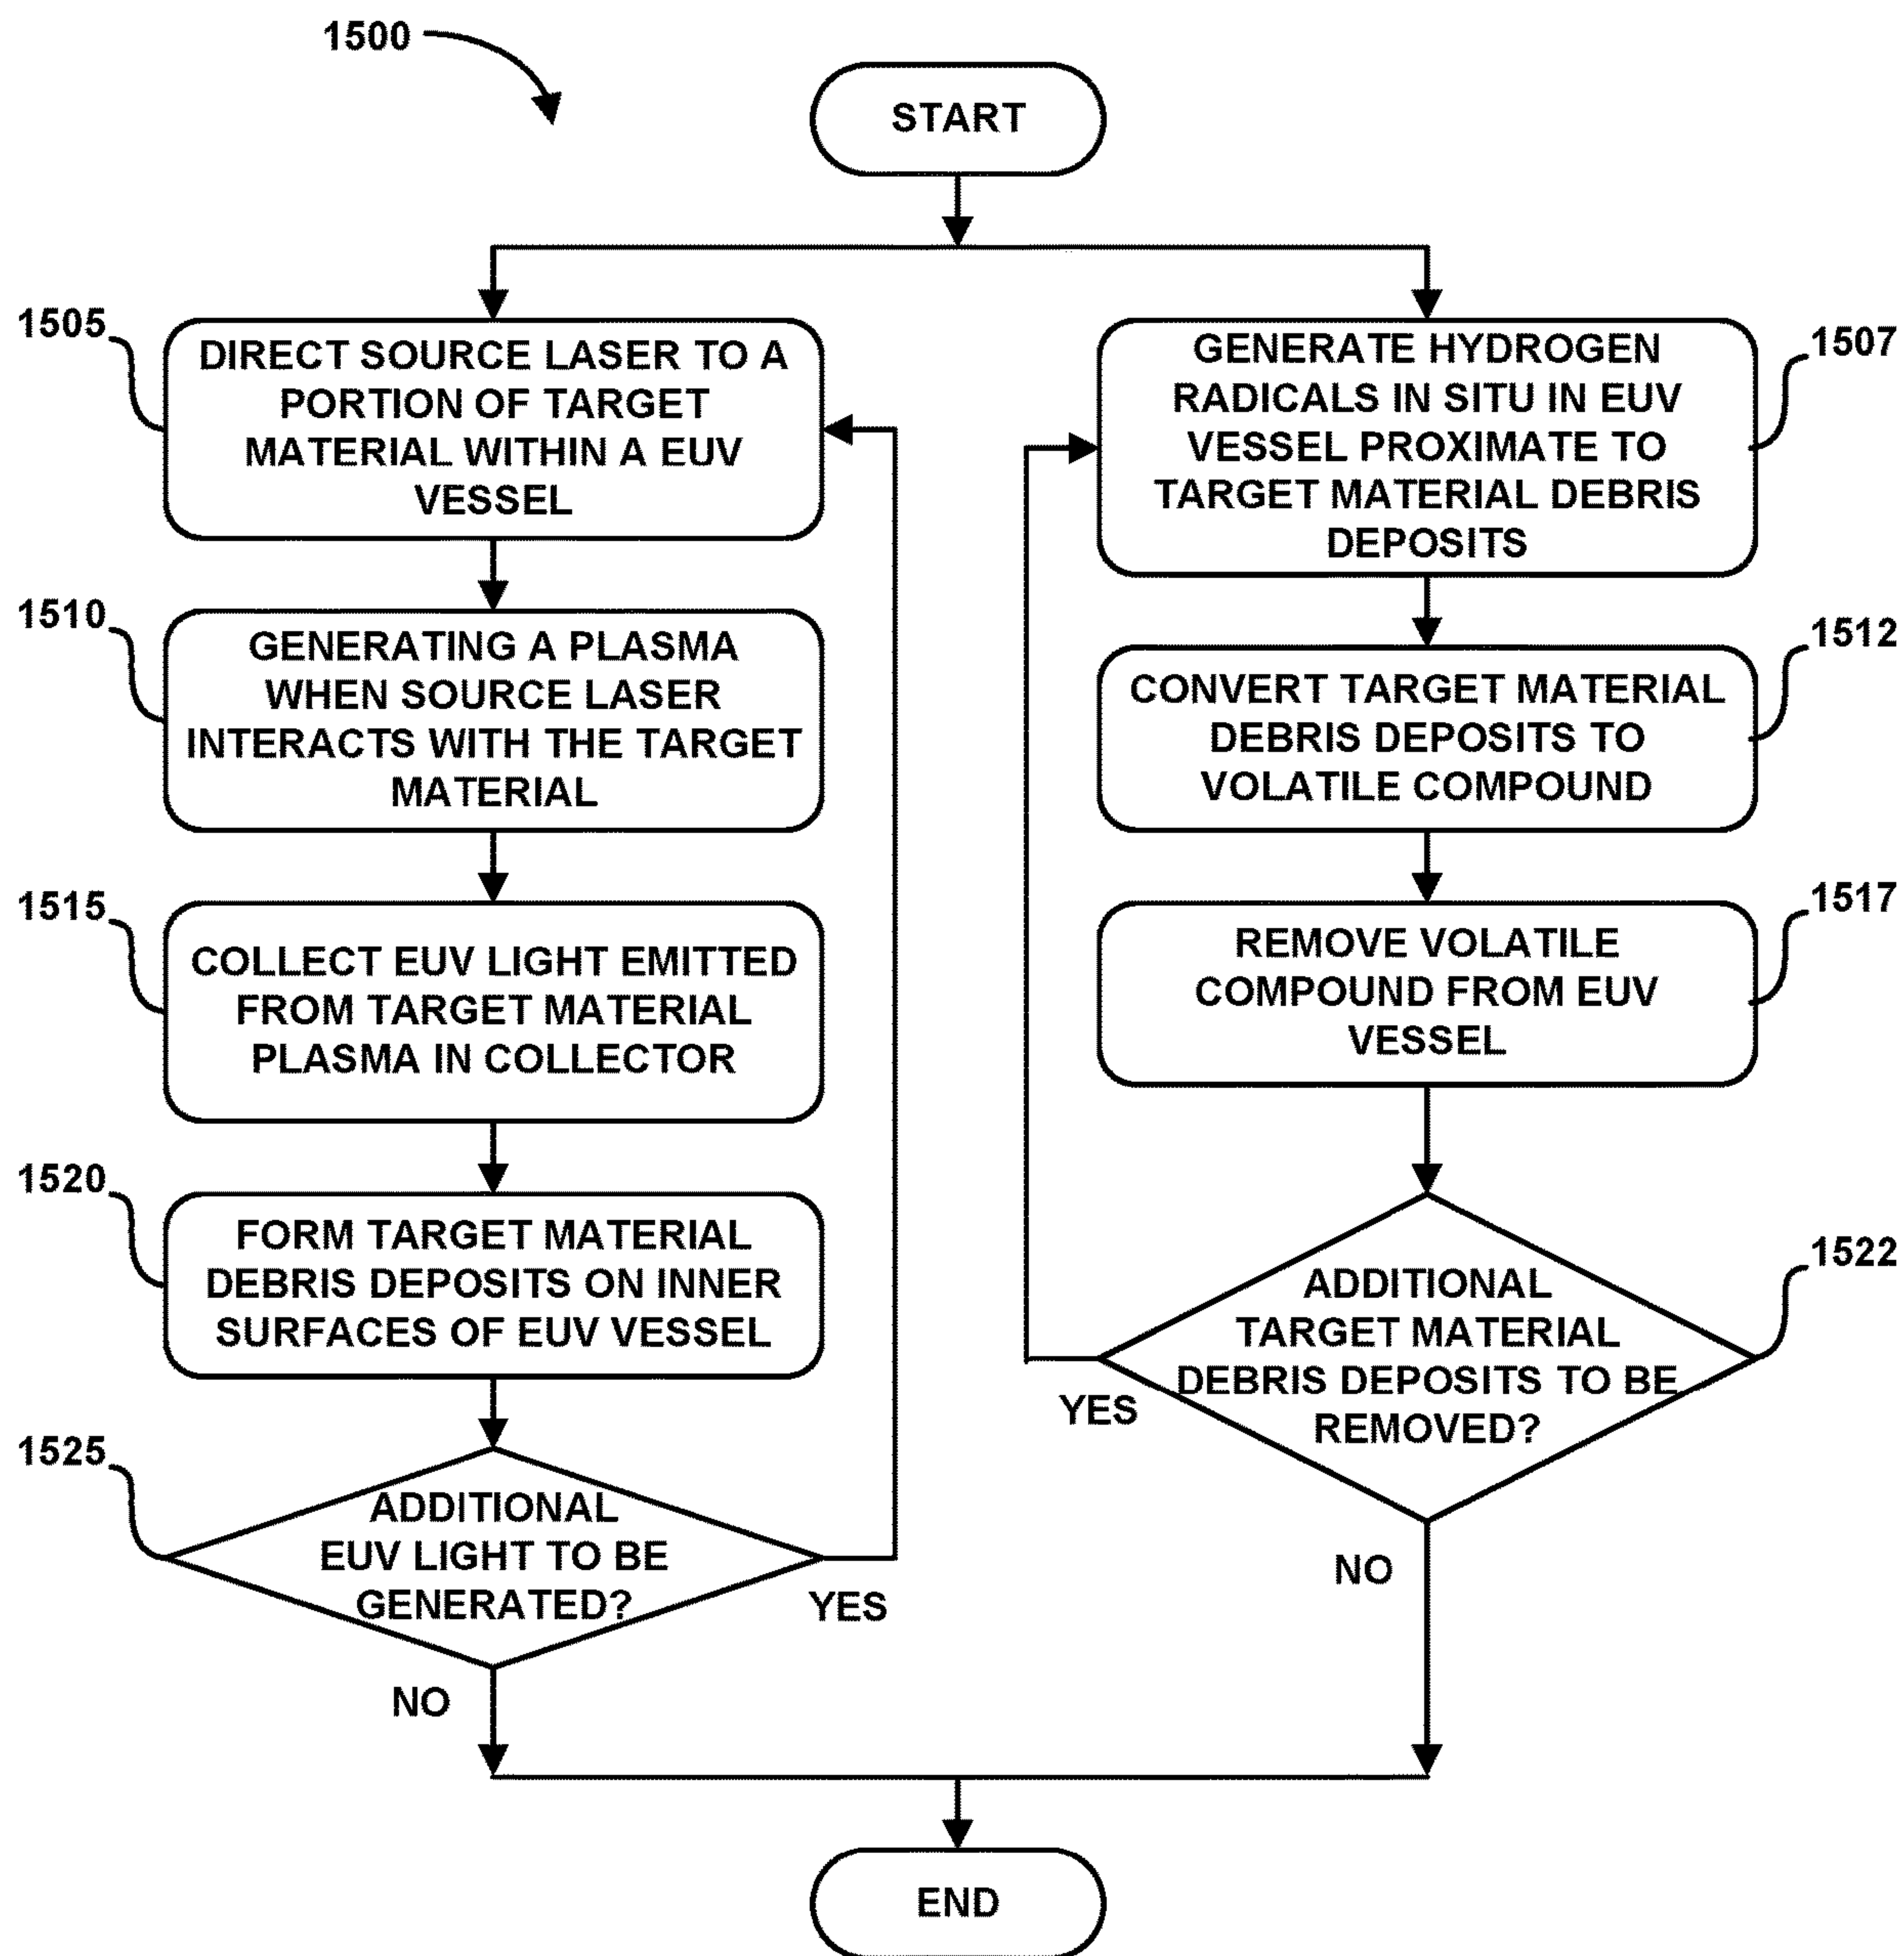 1500
START
1505
DIRECT SOURCE LASER TO A
PORTION OF TARGET
MATERIAL WITHIN A EUV
VESSEL
1510
GENERATING A PLASMA
WHEN SOURCE LASER
INTERACTS WITH THE TARGET
MATERIAL
1515
COLLECT EUV LIGHT EMITTED
FROM TARGET MATERIAL
PLASMA IN COLLECTOR
1520
FORM TARGET MATERIAL
DEBRIS DEPOSITS ON INNER
SURFACES OF EUV VESSEL
1525
ADDITIONAL
EUV LIGHT TO BE
GENERATED?
YES
NO
1507
GENERATE HYDROGEN
RADICALS IN SITU IN EUV
VESSEL PROXIMATE TO
TARGET MATERIAL DEBRIS
DEPOSITS
1512
CONVERT TARGET MATERIAL
DEBRIS DEPOSITS TO
VOLATILE COMPOUND
1517
REMOVE VOLATILE
COMPOUND FROM EUV
VESSEL
1522
ADDITIONAL
TARGET MATERIAL
DEBRIS DEPOSITS TO BE
REMOVED?
YES
NO
END